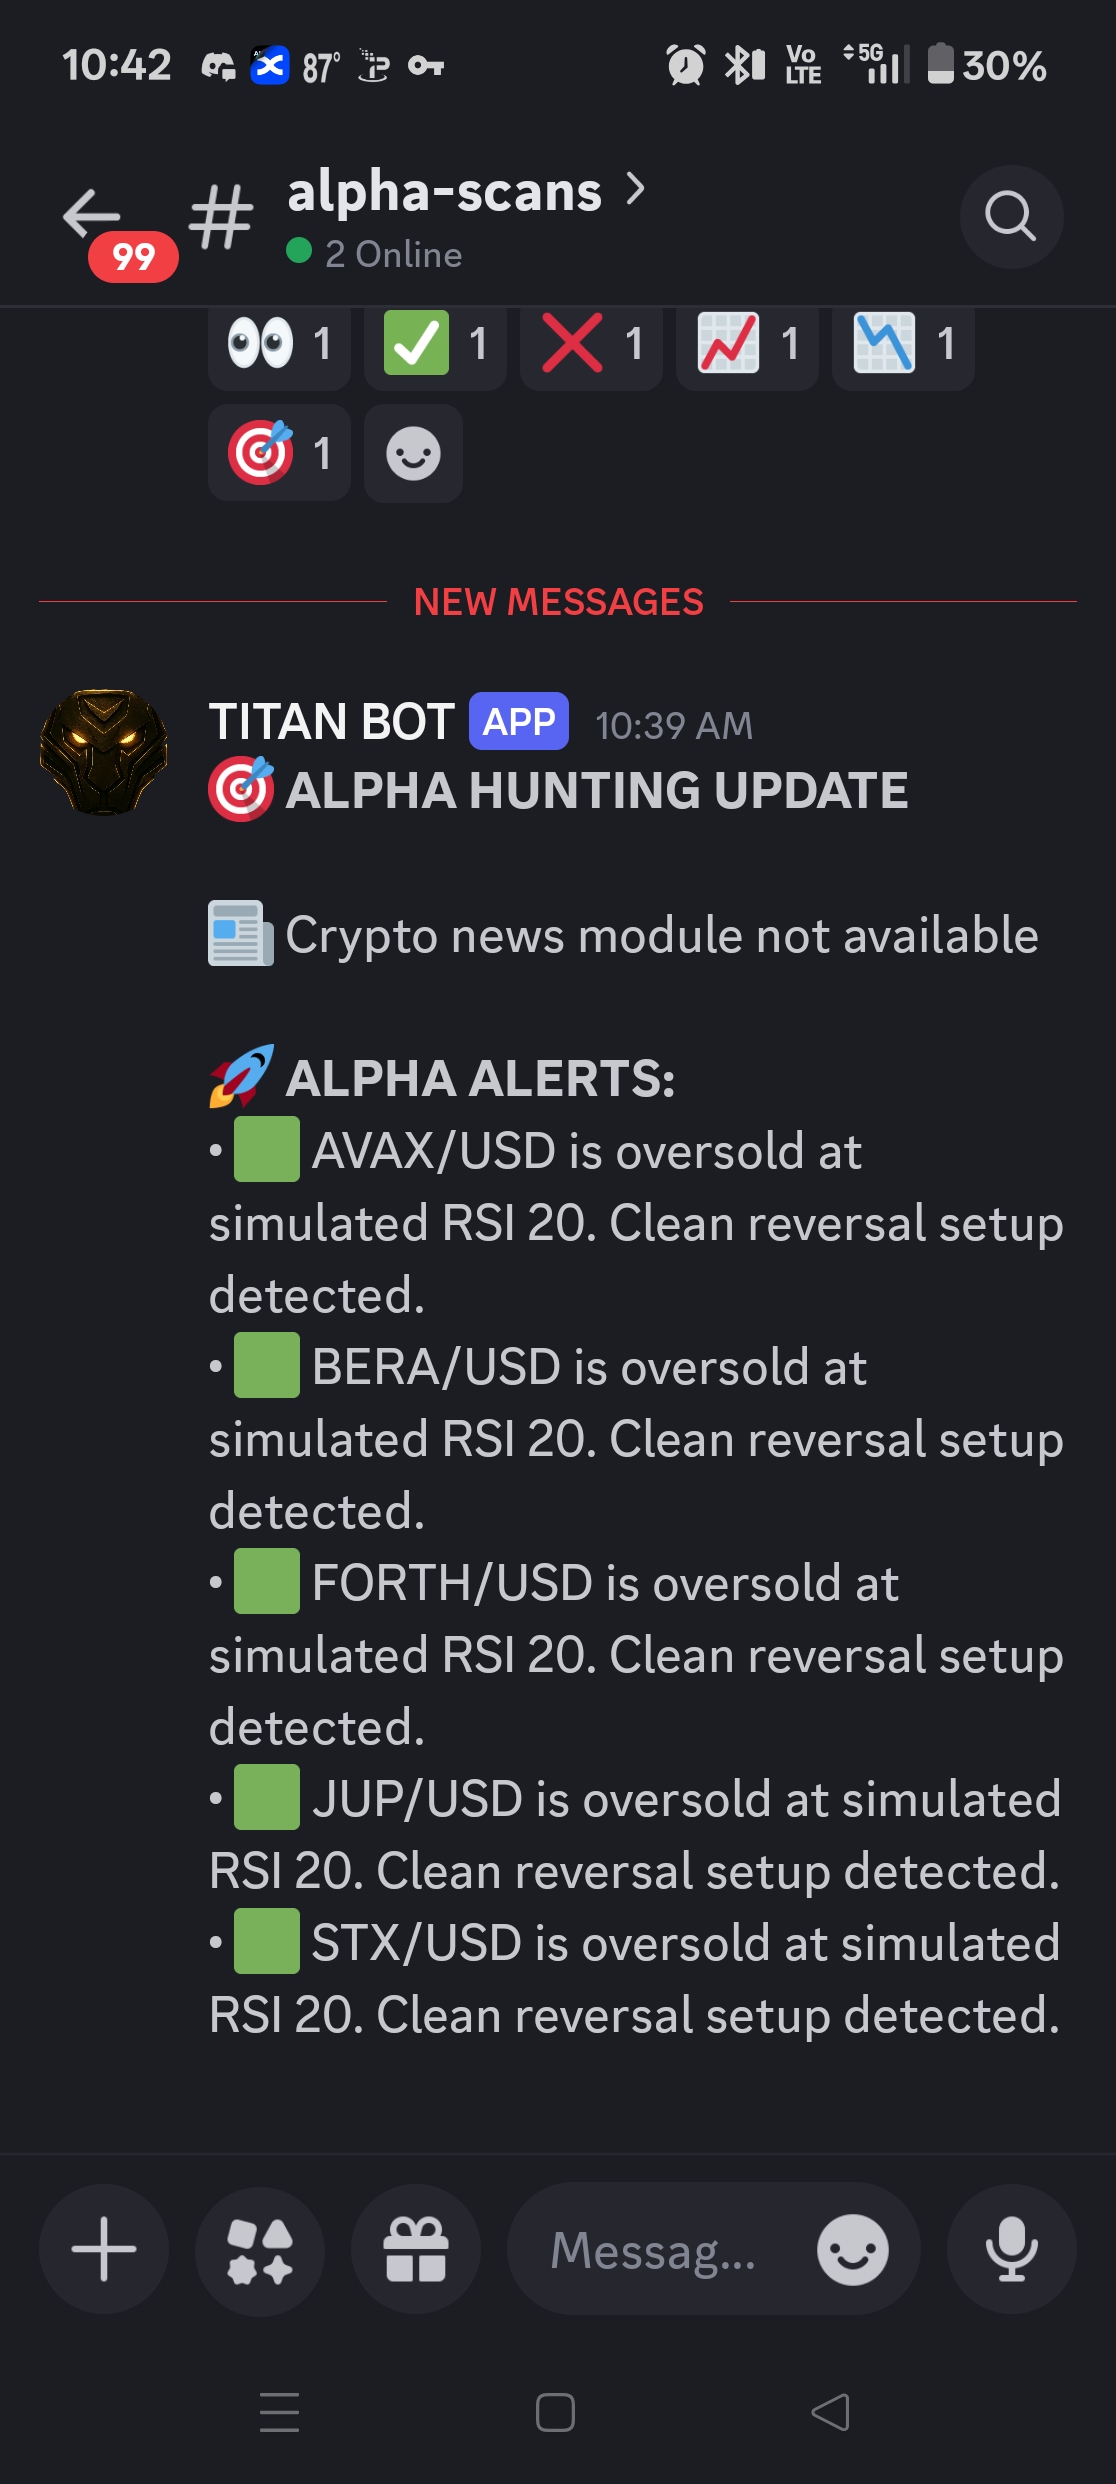 10:42 87° Vo LTE 5G 30%
alpha-scans
99
2 Online
1 1 1 1 1
1
NEW MESSAGES
TITAN BOT APP 10:39 AM
ALPHA HUNTING UPDATE
Crypto news module not available
ALPHA ALERTS:
• AVAX/USD is oversold at
simulated RSI 20. Clean reversal setup
detected.
• BERA/USD is oversold at
simulated RSI 20. Clean reversal setup
detected.
• FORTH/USD is oversold at
simulated RSI 20. Clean reversal setup
detected.
• JUP/USD is oversold at simulated
RSI 20. Clean reversal setup detected.
• STX/USD is oversold at simulated
RSI 20. Clean reversal setup detected.
Messag...